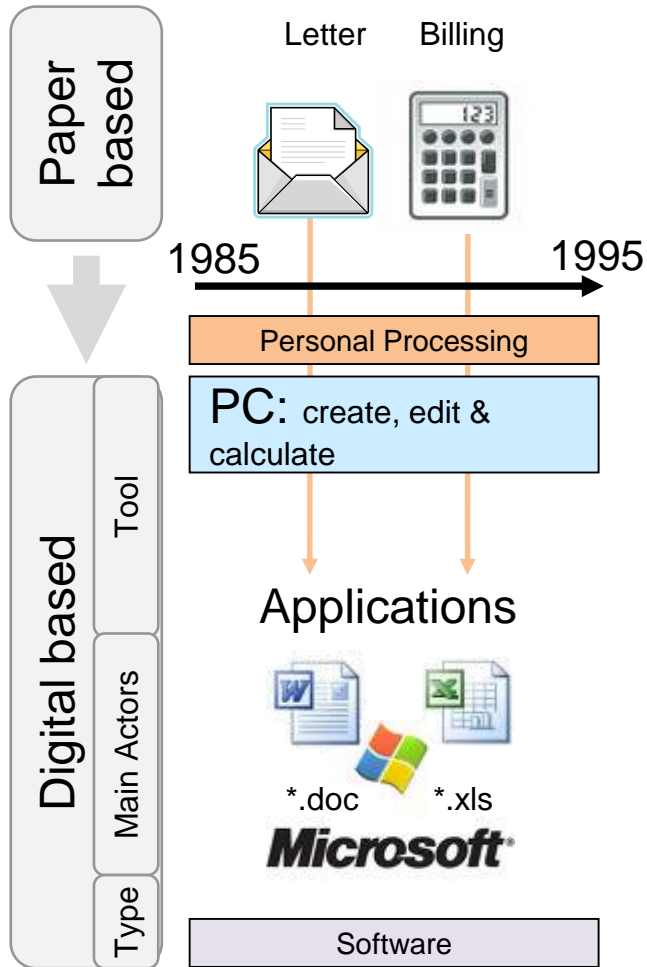 Letter
Billing
Paper
based
123
1985
1995
Personal Processing
PC: create, edit &
calculate
Digital based
Tool
Main Actors
Type
Applications
W
X
*.doc
*.xls
Microsoft®
Software